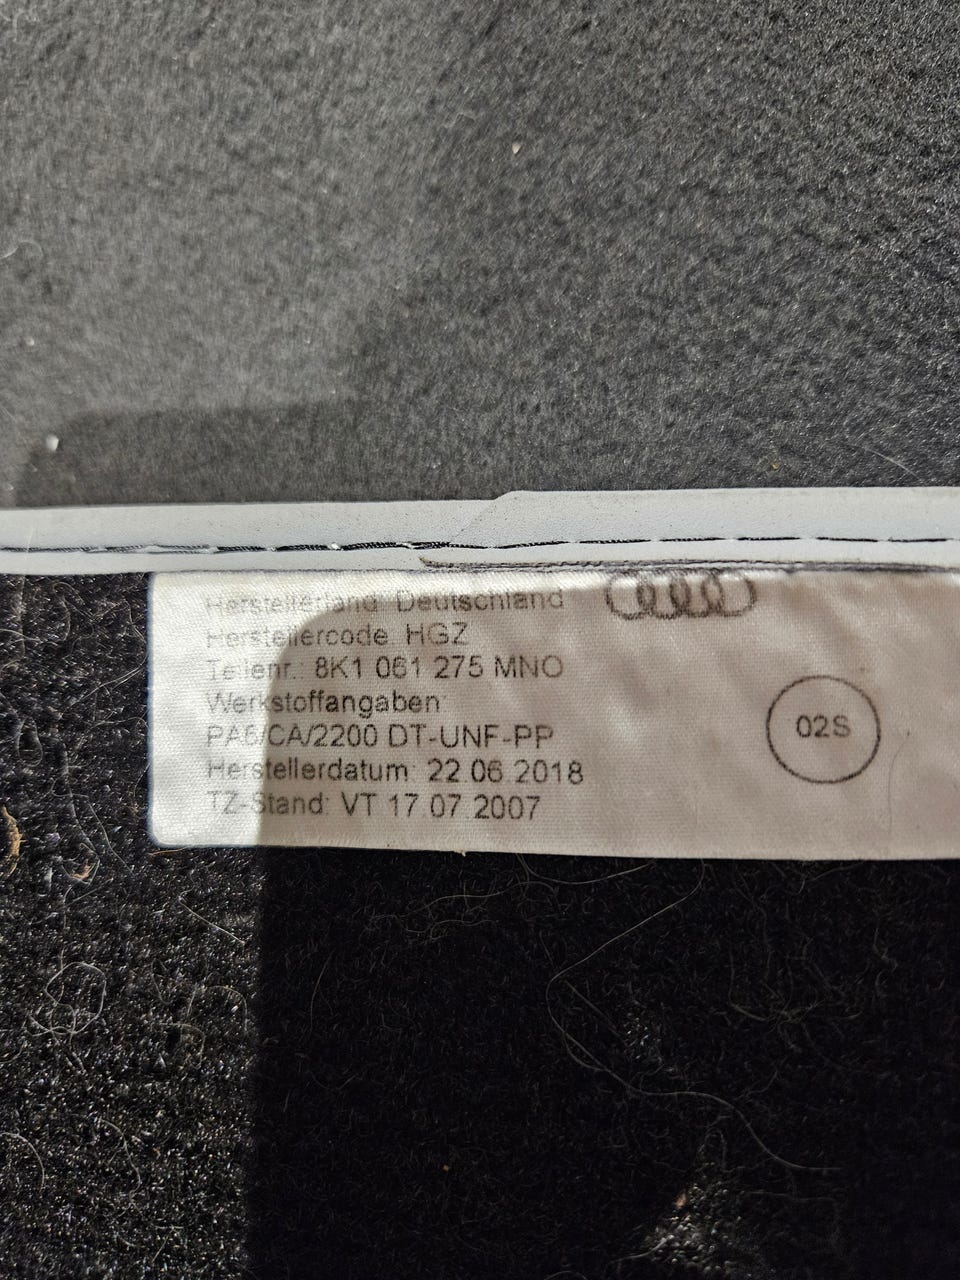 Herstellerland: Deutschland
Herstellercode: HGZ
Teilenr.: 8K1 061 275 MNO
Werkstoffangaben:
PA6/CA/2200 DT-UNF-PP
Herstellerdatum: 22.06.2018
TZ-Stand: VT 17.07.2007
02S